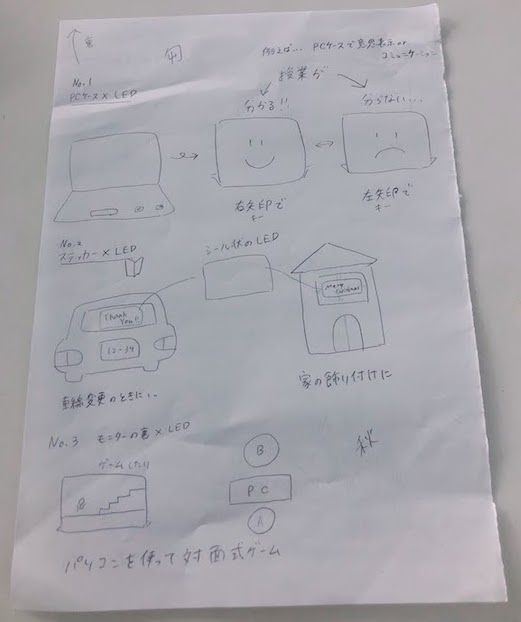 例えば... PCケースで意思表示or
コミュニケーション
No.1
PCケース × LED
授業が
分かる!!
分からない...
右矢印で
キー
左矢印で
キー
No.2
ステッカー × LED
シール状のLED
Thank
You!!
12-34
Merry
Christmas
車線変更のときに..
家の飾り付けに
No.3 モニターの裏 × LED
ゲームしたり
B
PC
A
パソコンを使って対面式ゲーム